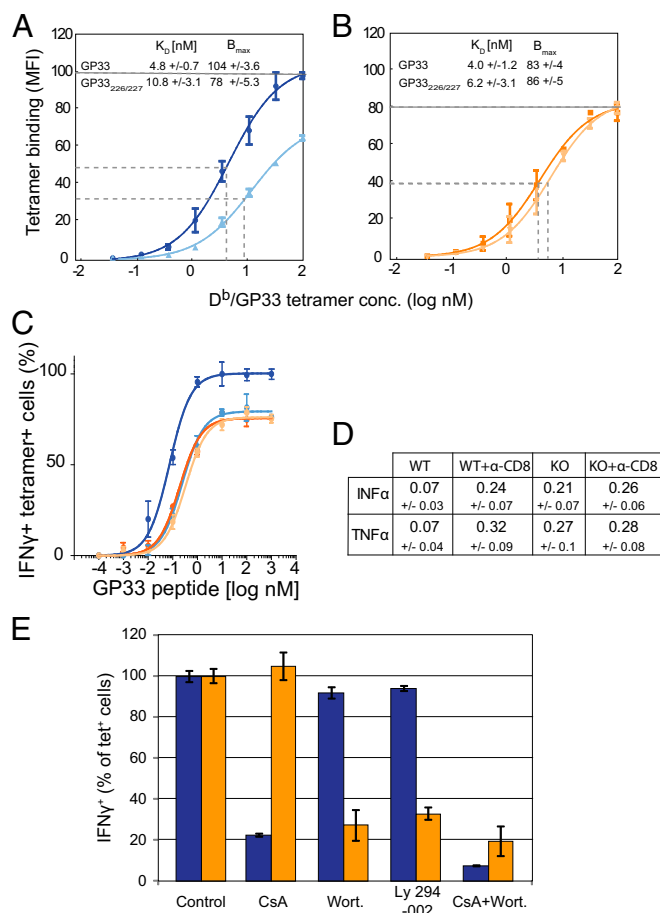 A
K_D [nM] B_max
GP33 4.8 +/-0.7 104 +/-3.6
GP33_226/227 10.8 +/-3.1 78 +/-5.3
Tetramer binding (MFI)
120
100
80
60
40
20
0
-2 -1 0 1 2
B
K_D [nM] B_max
GP33 4.0 +/-1.2 83 +/-4
GP33_226/227 6.2 +/-3.1 86 +/-5
120
100
80
60
40
20
0
-2 -1 0 1 2
D^b/GP33 tetramer conc. (log nM)
C
IFNγ+ tetramer+ cells (%)
100
50
0
-4 -3 -2 -1 0 1 2 3 4
GP33 peptide [log nM]
D
WT WT+α-CD8 KO KO+α-CD8
INFα 0.07 0.24 0.21 0.26
+/- 0.03 +/- 0.07 +/- 0.07 +/- 0.06
TNFα 0.07 0.32 0.27 0.28
+/- 0.04 +/- 0.09 +/- 0.1 +/- 0.08
E
IFNγ⁺ (% of tet⁺ cells)
120
100
80
60
40
20
0
Control CsA Wort. Ly 294 CsA+Wort.
-002